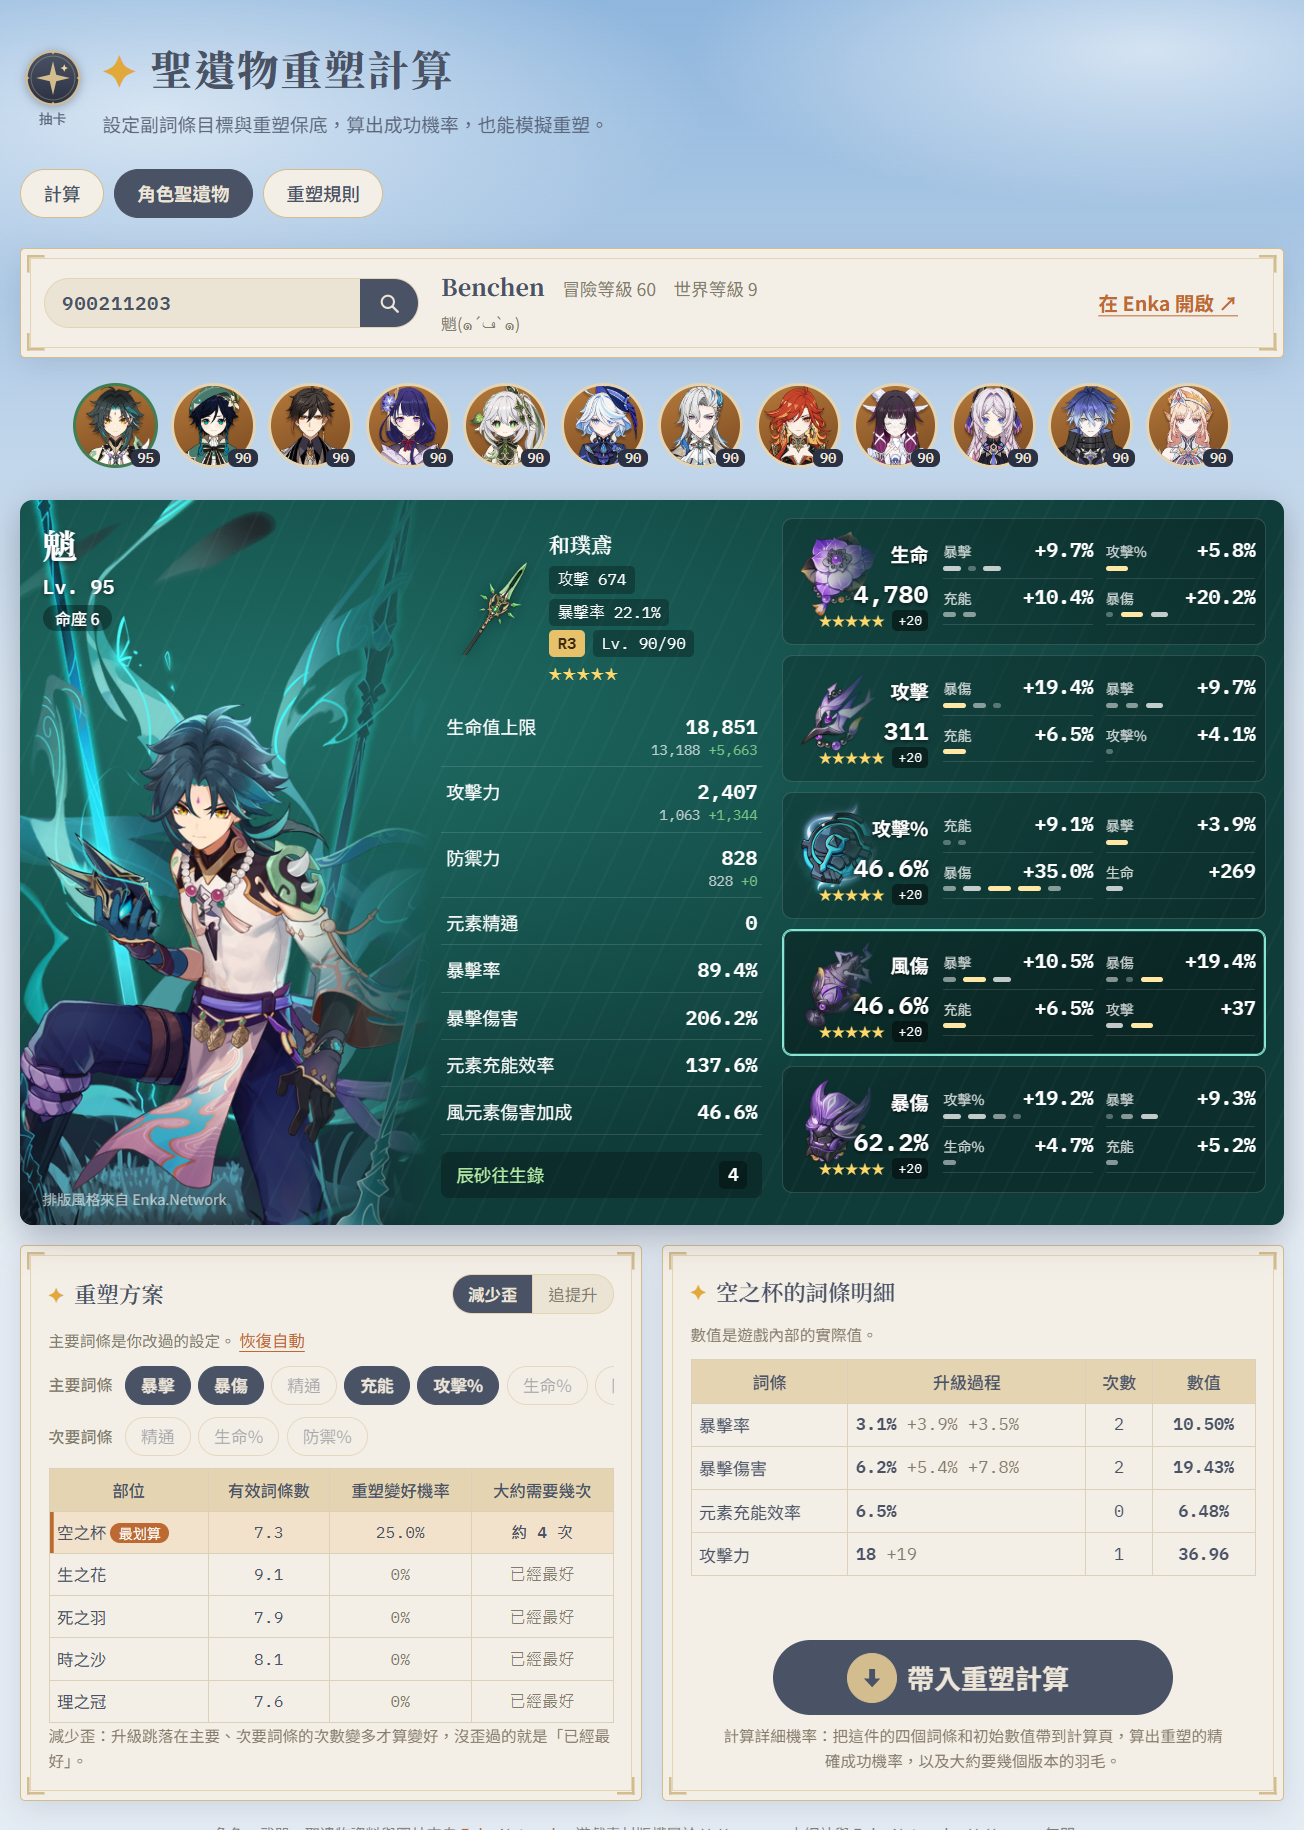 抽卡
聖遺物重塑計算
設定副詞條目標與重塑保底，算出成功機率，也能模擬重塑。
計算
角色聖遺物
重塑規則
900211203
Benchen 冒險等級 60 世界等級 9
在 Enka 開啟 ↗
95
90
90
90
90
90
90
90
90
90
90
90
魈
Lv. 95
命座 6
排版風格來自 Enka.Network
和璞鳶
攻擊 674
暴擊率 22.1%
R3 Lv. 90/90
★★★★★
生命值上限 18,851
13,188 +5,663
攻擊力 2,407
1,063 +1,344
防禦力 828
828 +0
元素精通 0
暴擊率 89.4%
暴擊傷害 206.2%
元素充能效率 137.6%
風元素傷害加成 46.6%
辰砂往生錄 4
生命
4,780
★★★★★ +20
暴擊 +9.7% 攻擊% +5.8%
充能 +10.4% 暴傷 +20.2%
攻擊
311
★★★★★ +20
暴傷 +19.4% 暴擊 +9.7%
充能 +6.5% 攻擊% +4.1%
攻擊%
46.6%
★★★★★ +20
充能 +9.1% 暴擊 +3.9%
暴傷 +35.0% 生命 +269
風傷
46.6%
★★★★★ +20
暴擊 +10.5% 暴傷 +19.4%
充能 +6.5% 攻擊 +37
暴傷
62.2%
★★★★★ +20
攻擊% +19.2% 暴擊 +9.3%
生命% +4.7% 充能 +5.2%
重塑方案
減少歪 追提升
主要詞條是你改過的設定。 恢復自動
主要詞條 暴擊 暴傷 精通 充能 攻擊% 生命%
次要詞條 精通 生命% 防禦%
部位 有效詞條數 重塑變好機率 大約需要幾次
空之杯 最划算 7.3 25.0% 約 4 次
生之花 9.1 0% 已經最好
死之羽 7.9 0% 已經最好
時之沙 8.1 0% 已經最好
理之冠 7.6 0% 已經最好
減少歪：升級跳落在主要、次要詞條的次數變多才算變好，沒歪過的就是「已經最
好」。
空之杯的詞條明細
數值是遊戲內部的實際值。
詞條 升級過程 次數 數值
暴擊率 3.1% +3.9% +3.5% 2 10.50%
暴擊傷害 6.2% +5.4% +7.8% 2 19.43%
元素充能效率 6.5% 0 6.48%
攻擊力 18 +19 1 36.96
帶入重塑計算
計算詳細機率：把這件的四個詞條和初始數值帶到計算頁，算出重塑的精
確成功機率，以及大約要幾個版本的羽毛。